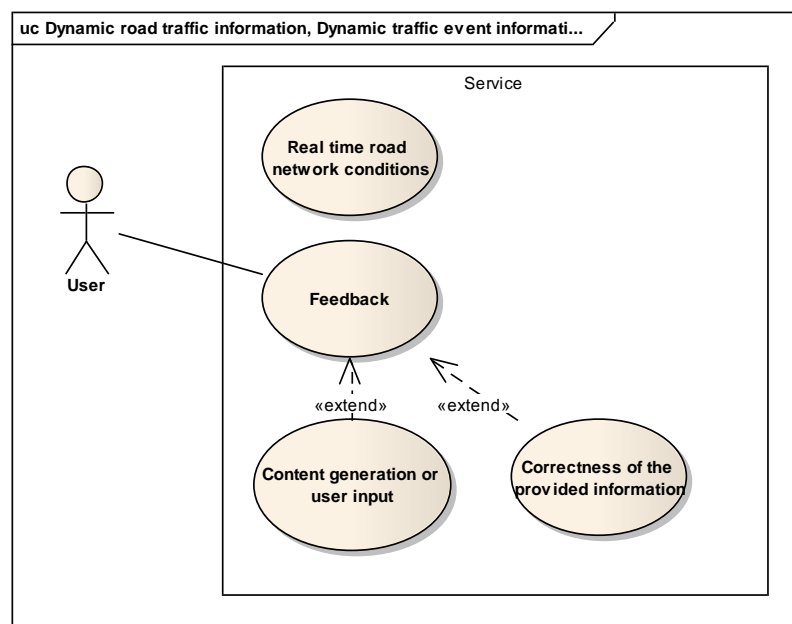 uc Dynamic road traffic information, Dynamic traffic event informati...
Service
Real time road
network conditions
User
Feedback
«extend»
«extend»
Content generation or
user input
Correctness of the
provided information